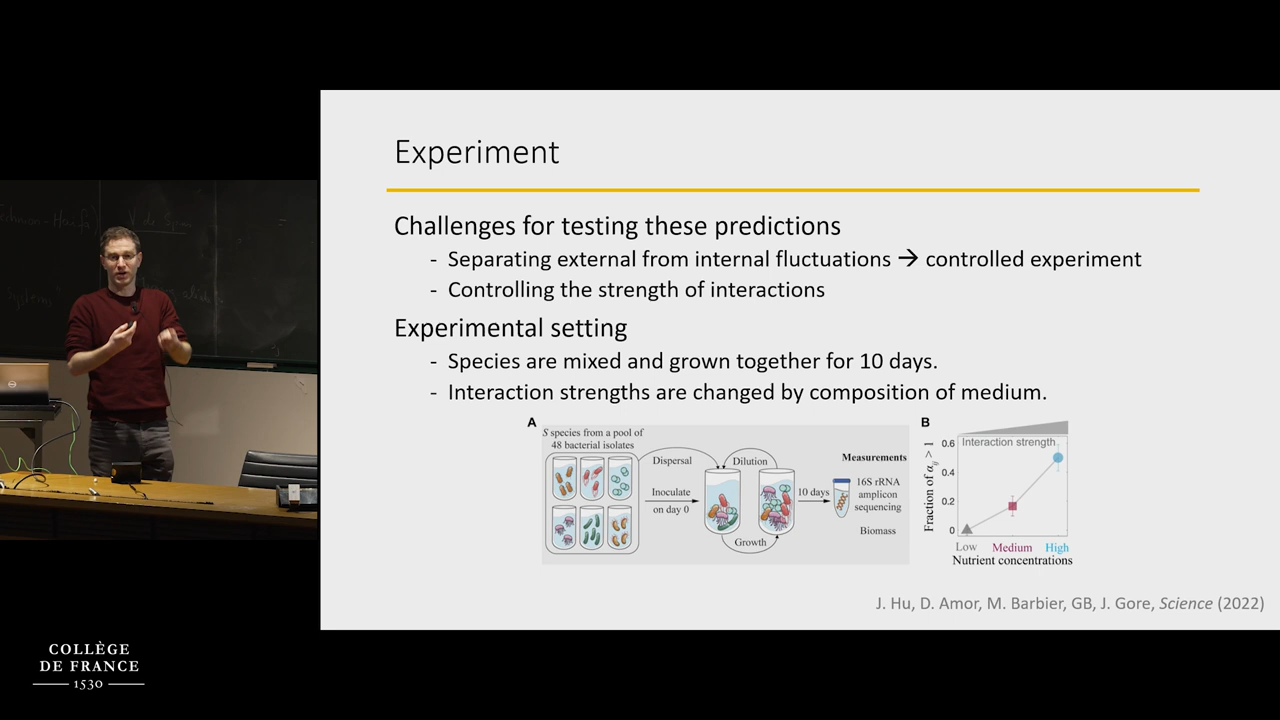 Experiment
Challenges for testing these predictions
- Separating external from internal fluctuations → controlled experiment
- Controlling the strength of interactions
Experimental setting
- Species are mixed and grown together for 10 days.
- Interaction strengths are changed by composition of medium.
A
S species from a pool of
48 bacterial isolates
Dispersal
Dilution
Inoculate
on day 0
10 days
Growth
Measurements
16S rRNA
amplicon
sequencing
Biomass
B
Interaction strength
Fraction of αij > 1
0.6
0.4
0.2
0
Low Medium High
Nutrient concentrations
J. Hu, D. Amor, M. Barbier, GB, J. Gore, Science (2022)
COLLÈGE
DE FRANCE
1530